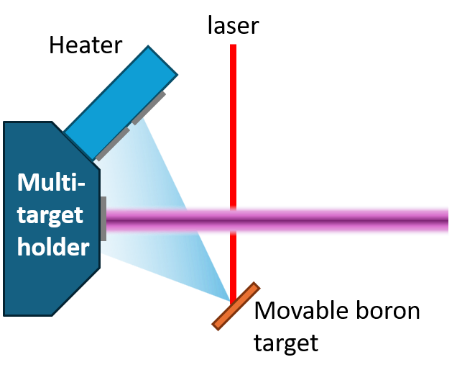 laser
Heater
Multi-
target
holder
Movable boron
target